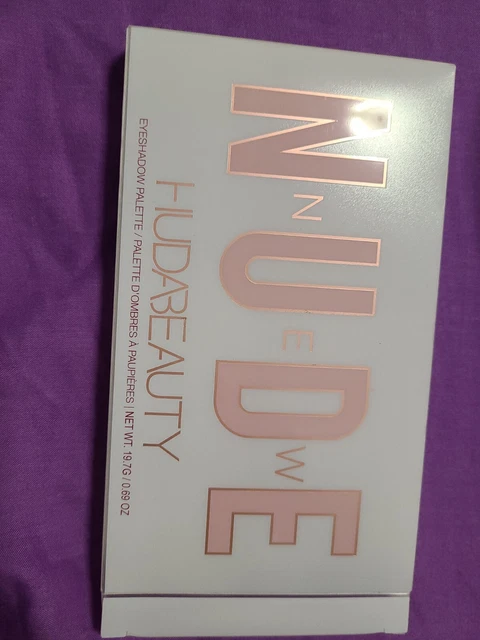 NUDE
NEW
HUDABEAUTY
EYESHADOW PALETTE / PALETTE D'OMBRES À PAUPIÈRES | NET WT. 19.7G / 0.69 OZ